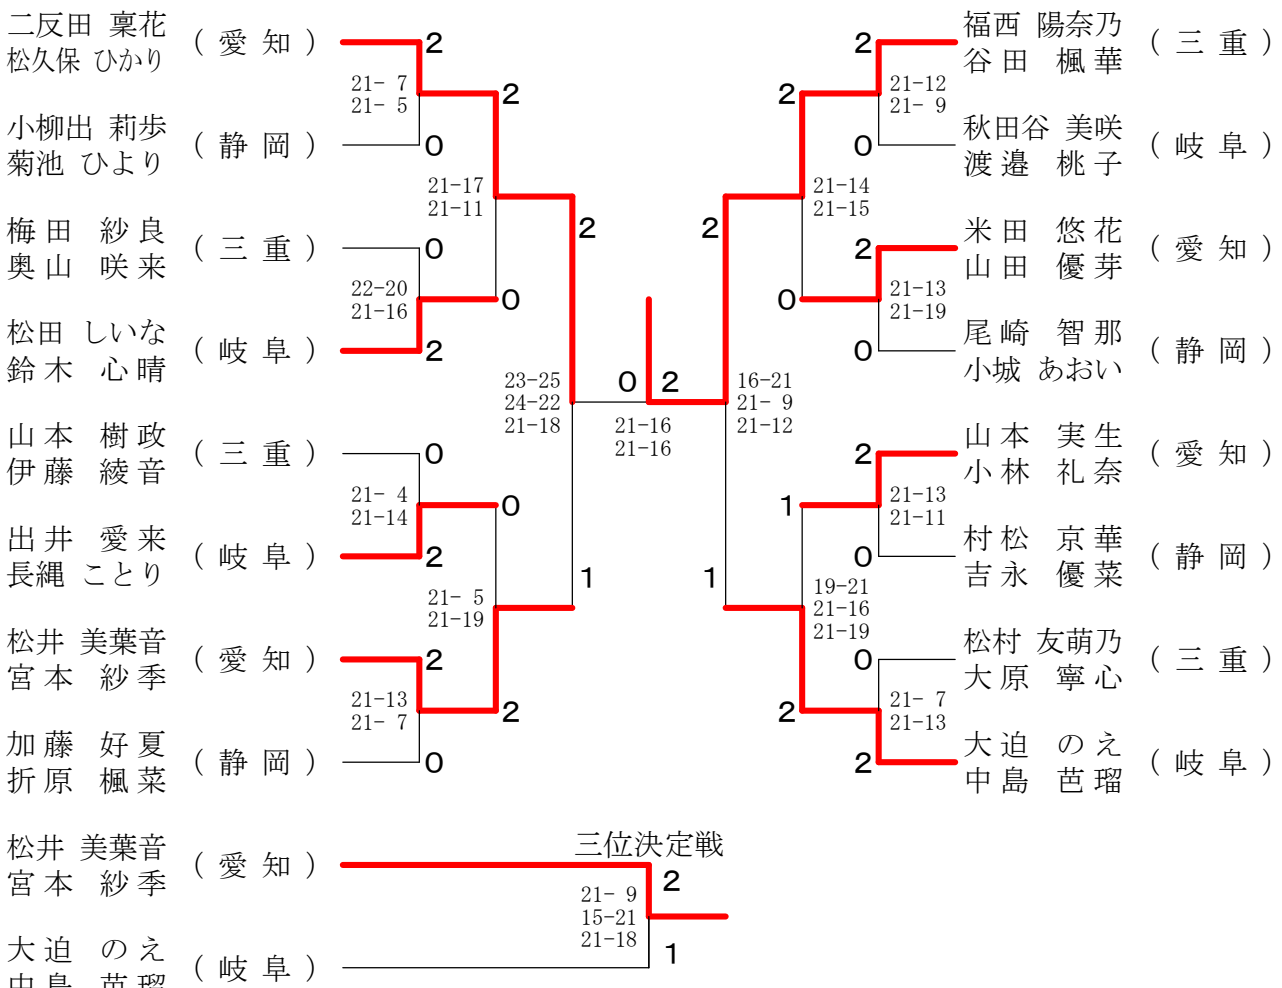 二反田 稟花
松久保 ひかり
( 愛 知 )
2
21- 7
21- 5
2
小柳出 莉歩
菊池 ひより
( 静 岡 )
0
21-17
21-11
2
梅田 紗良
奥山 咲来
( 三 重 )
0
22-20
21-16
0
松田 しいな
鈴木 心晴
( 岐 阜 )
2
23-25
24-22
21-18
山本 樹政
伊藤 綾音
( 三 重 )
0
21- 4
21-14
0
出井 愛来
長縄 ことり
( 岐 阜 )
2
21- 5
21-19
1
松井 美葉音
宮本 紗季
( 愛 知 )
2
21-13
21- 7
2
加藤 好夏
折原 楓菜
( 静 岡 )
0
0 2
21-16
21-16
福西 陽奈乃
谷田 楓華
( 三 重 )
2
21-12
21- 9
2
秋田谷 美咲
渡邉 桃子
( 岐 阜 )
0
21-14
21-15
2
米田 悠花
山田 優芽
( 愛 知 )
2
21-13
21-19
0
尾崎 智那
小城 あおい
( 静 岡 )
0
16-21
21- 9
21-12
山本 実生
小林 礼奈
( 愛 知 )
2
21-13
21-11
1
村松 京華
吉永 優菜
( 静 岡 )
0
19-21
21-16
21-19
1
松村 友萌乃
大原 寧心
( 三 重 )
0
21- 7
21-13
2
大迫 のえ
中島 芭瑠
( 岐 阜 )
2
三位決定戦
松井 美葉音
宮本 紗季
( 愛 知 )
2
21- 9
15-21
21-18
1
大迫 のえ
中島 芭瑠
( 岐 阜 )